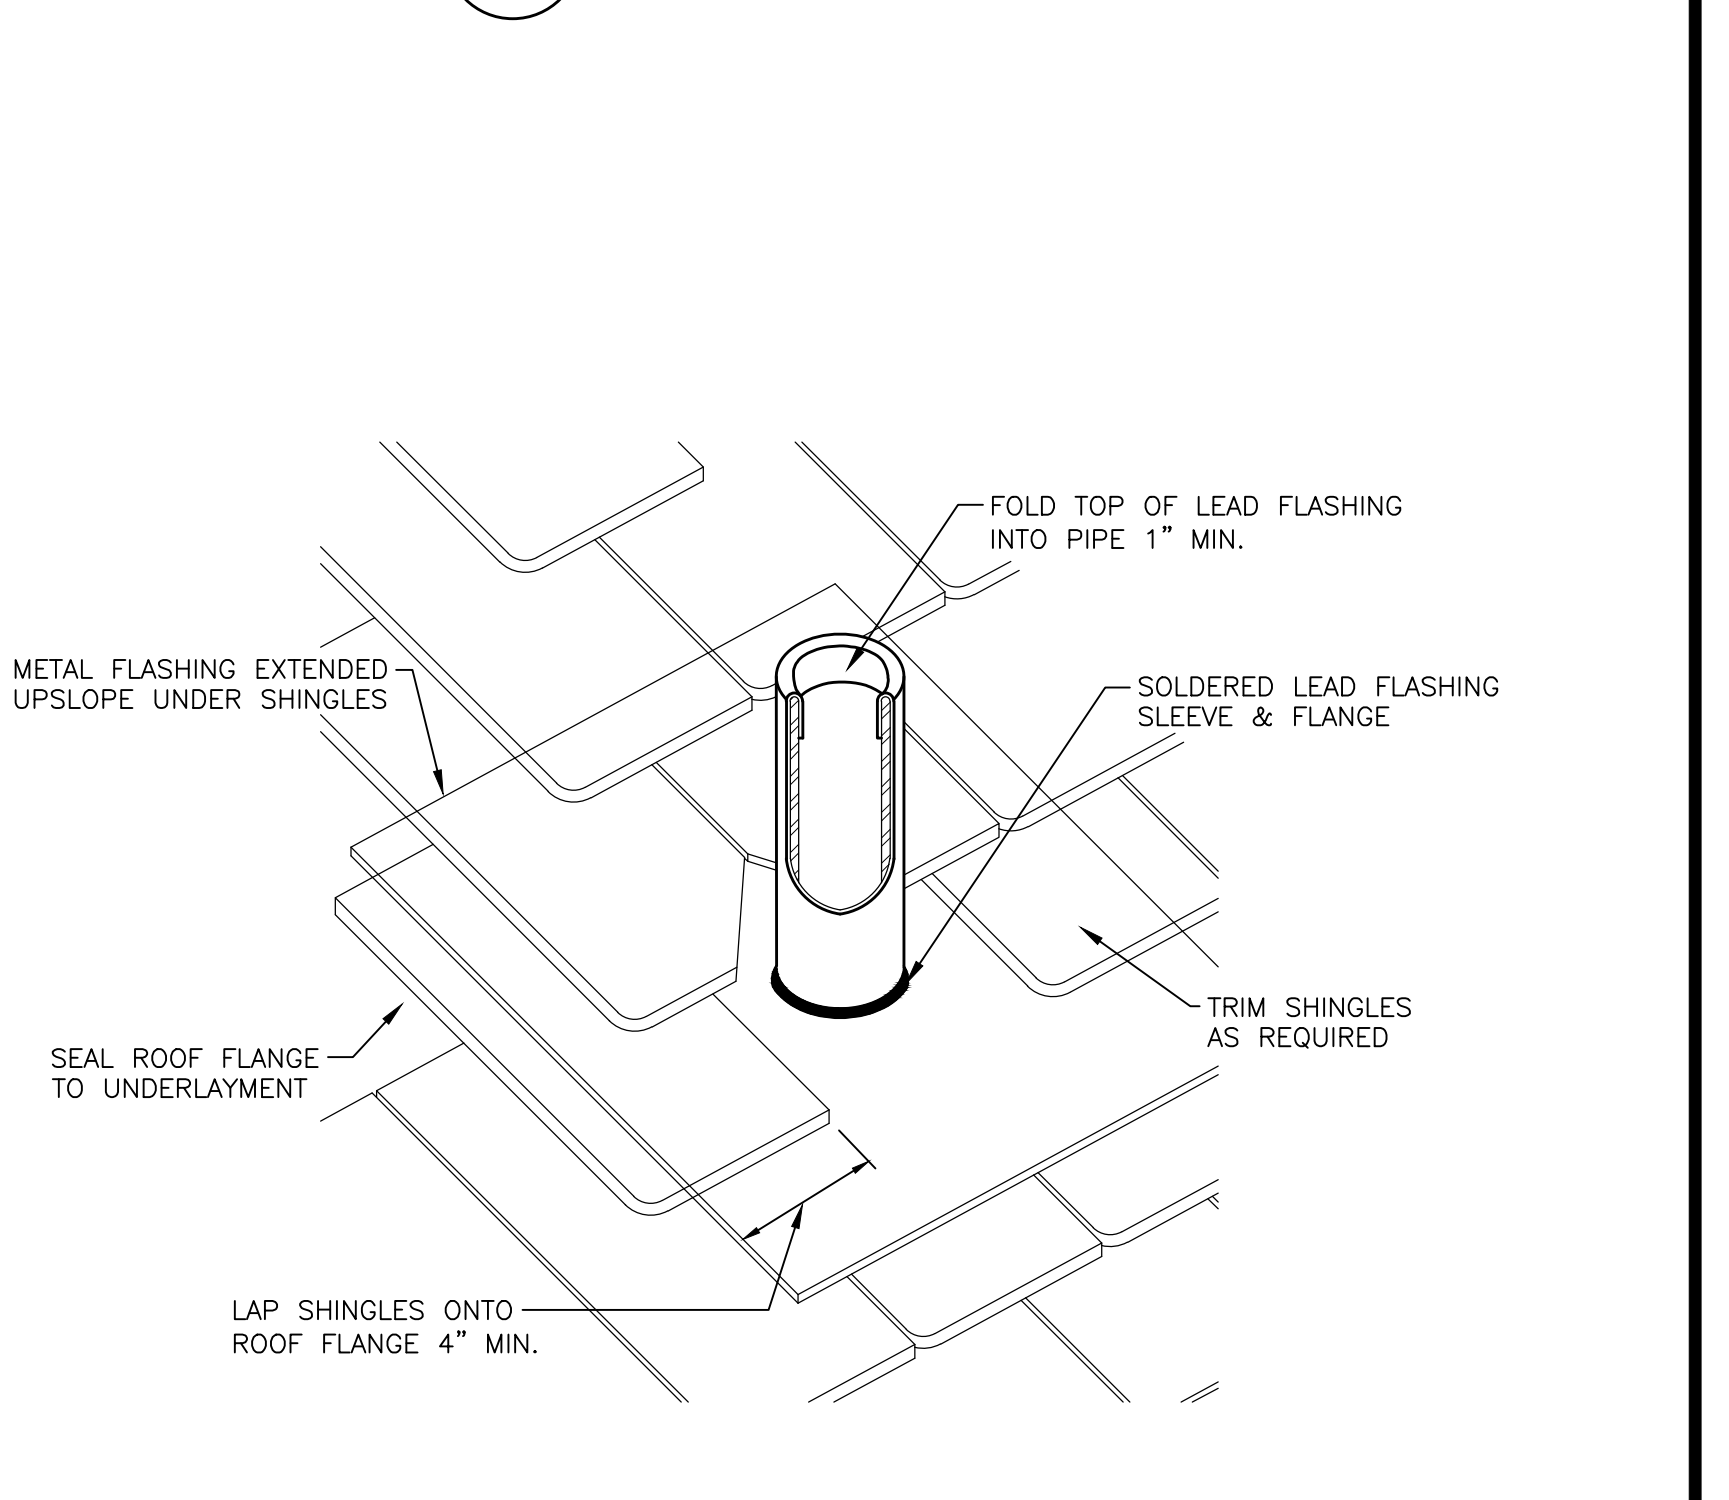 FOLD TOP OF LEAD FLASHING
INTO PIPE 1” MIN.
METAL FLASHING EXTENDED
UPSLOPE UNDER SHINGLES
SOLDERED LEAD FLASHING
SLEEVE & FLANGE
TRIM SHINGLES
AS REQUIRED
SEAL ROOF FLANGE
TO UNDERLAYMENT
LAP SHINGLES ONTO
ROOF FLANGE 4” MIN.